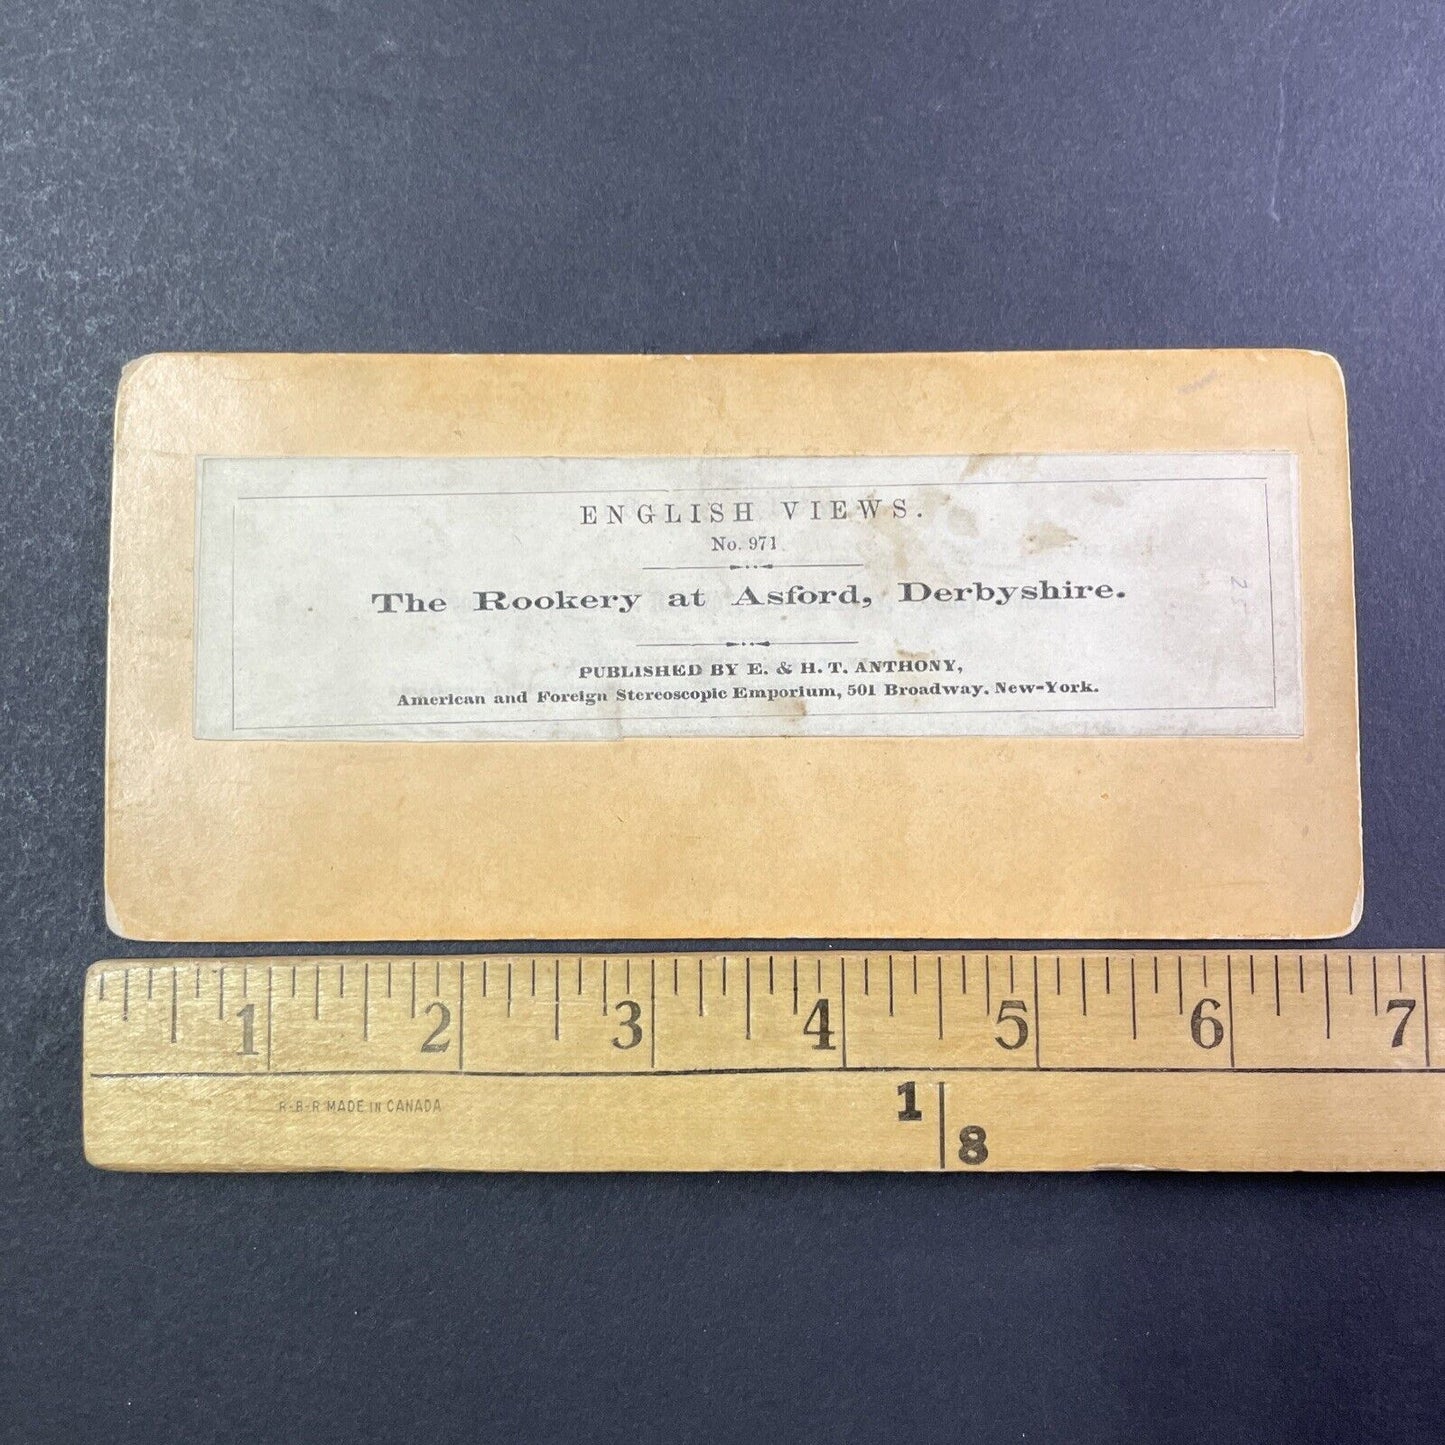 ENGLISH VIEWS.
No. 971
The Rookery at Asford, Derbyshire.
PUBLISHED BY E. & H. T. ANTHONY,
American and Foreign Stereoscopic Emporium, 501 Broadway, New-York.
25
1 2 3 4 5 6 7
R-B-R MADE IN CANADA
1
8